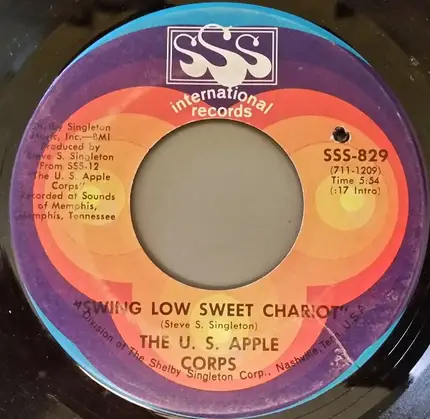 SSS
international
records
Shelby Singleton
Music, Inc.—BMI
Produced by
Steve S. Singleton
From SSS-12
"The U. S. Apple
Corps"
Recorded at Sounds
of Memphis,
Memphis, Tennessee
SSS-829
(711-1209)
Time 5:54
(:17 Intro)
"SWING LOW SWEET CHARIOT"
(Steve S. Singleton)
THE U. S. APPLE
CORPS
A Division of The Shelby Singleton Corp., Nashville, Tenn., U.S.A.